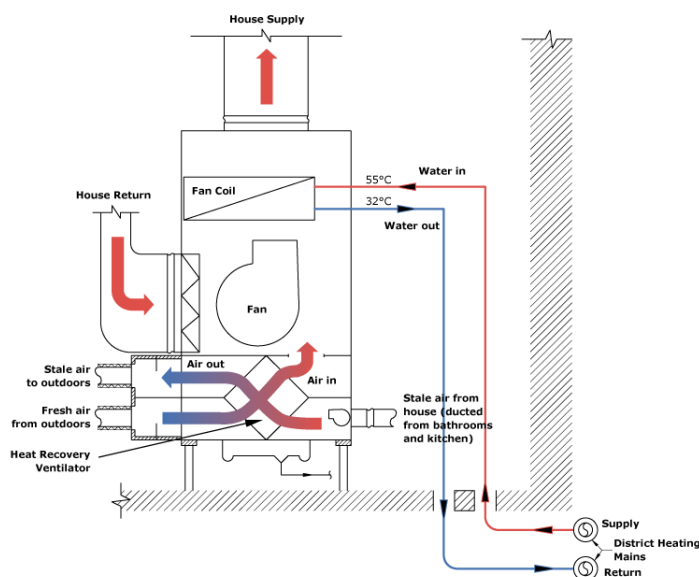 House Supply
House Return
Fan Coil
55°C
Water in
32°C
Water out
Fan
Stale air
to outdoors
Air out
Air in
Fresh air
from outdoors
Stale air from
house (ducted
from bathrooms
and kitchen)
Heat Recovery
Ventilator
Supply
District Heating
Mains
Return